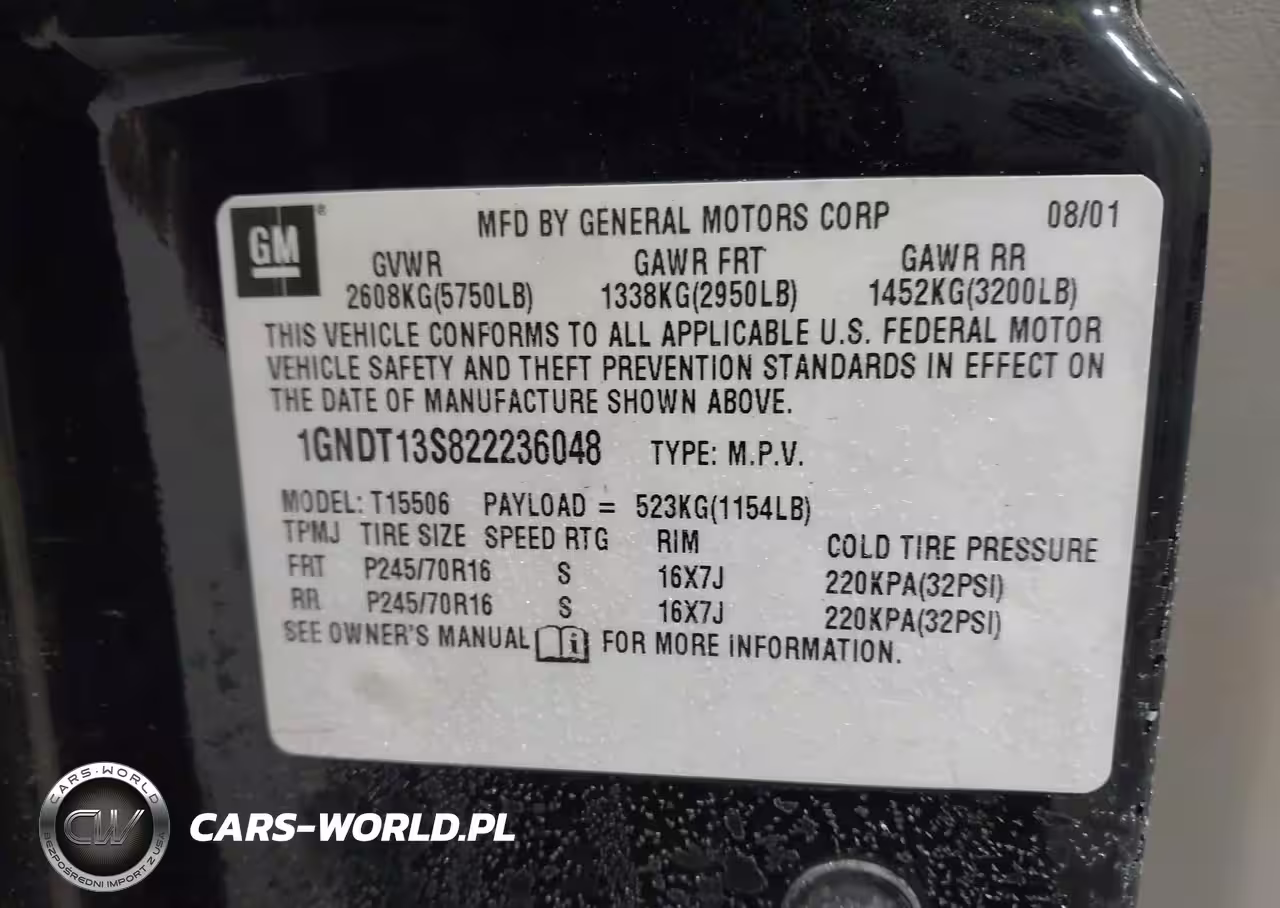 GM®
MFD BY GENERAL MOTORS CORP 08/01
GVWR GAWR FRT GAWR RR
2608KG(5750LB) 1338KG(2950LB) 1452KG(3200LB)
THIS VEHICLE CONFORMS TO ALL APPLICABLE U.S. FEDERAL MOTOR
VEHICLE SAFETY AND THEFT PREVENTION STANDARDS IN EFFECT ON
THE DATE OF MANUFACTURE SHOWN ABOVE.
1GNDT13S822236048 TYPE: M.P.V.
MODEL: T15506 PAYLOAD = 523KG(1154LB)
TPMJ TIRE SIZE SPEED RTG RIM COLD TIRE PRESSURE
FRT P245/70R16 S 16X7J 220KPA(32PSI)
RR P245/70R16 S 16X7J 220KPA(32PSI)
SEE OWNER'S MANUAL FOR MORE INFORMATION.
CARS-WORLD
CW
BEZPOŚREDNI IMPORT Z USA
CARS-WORLD.PL